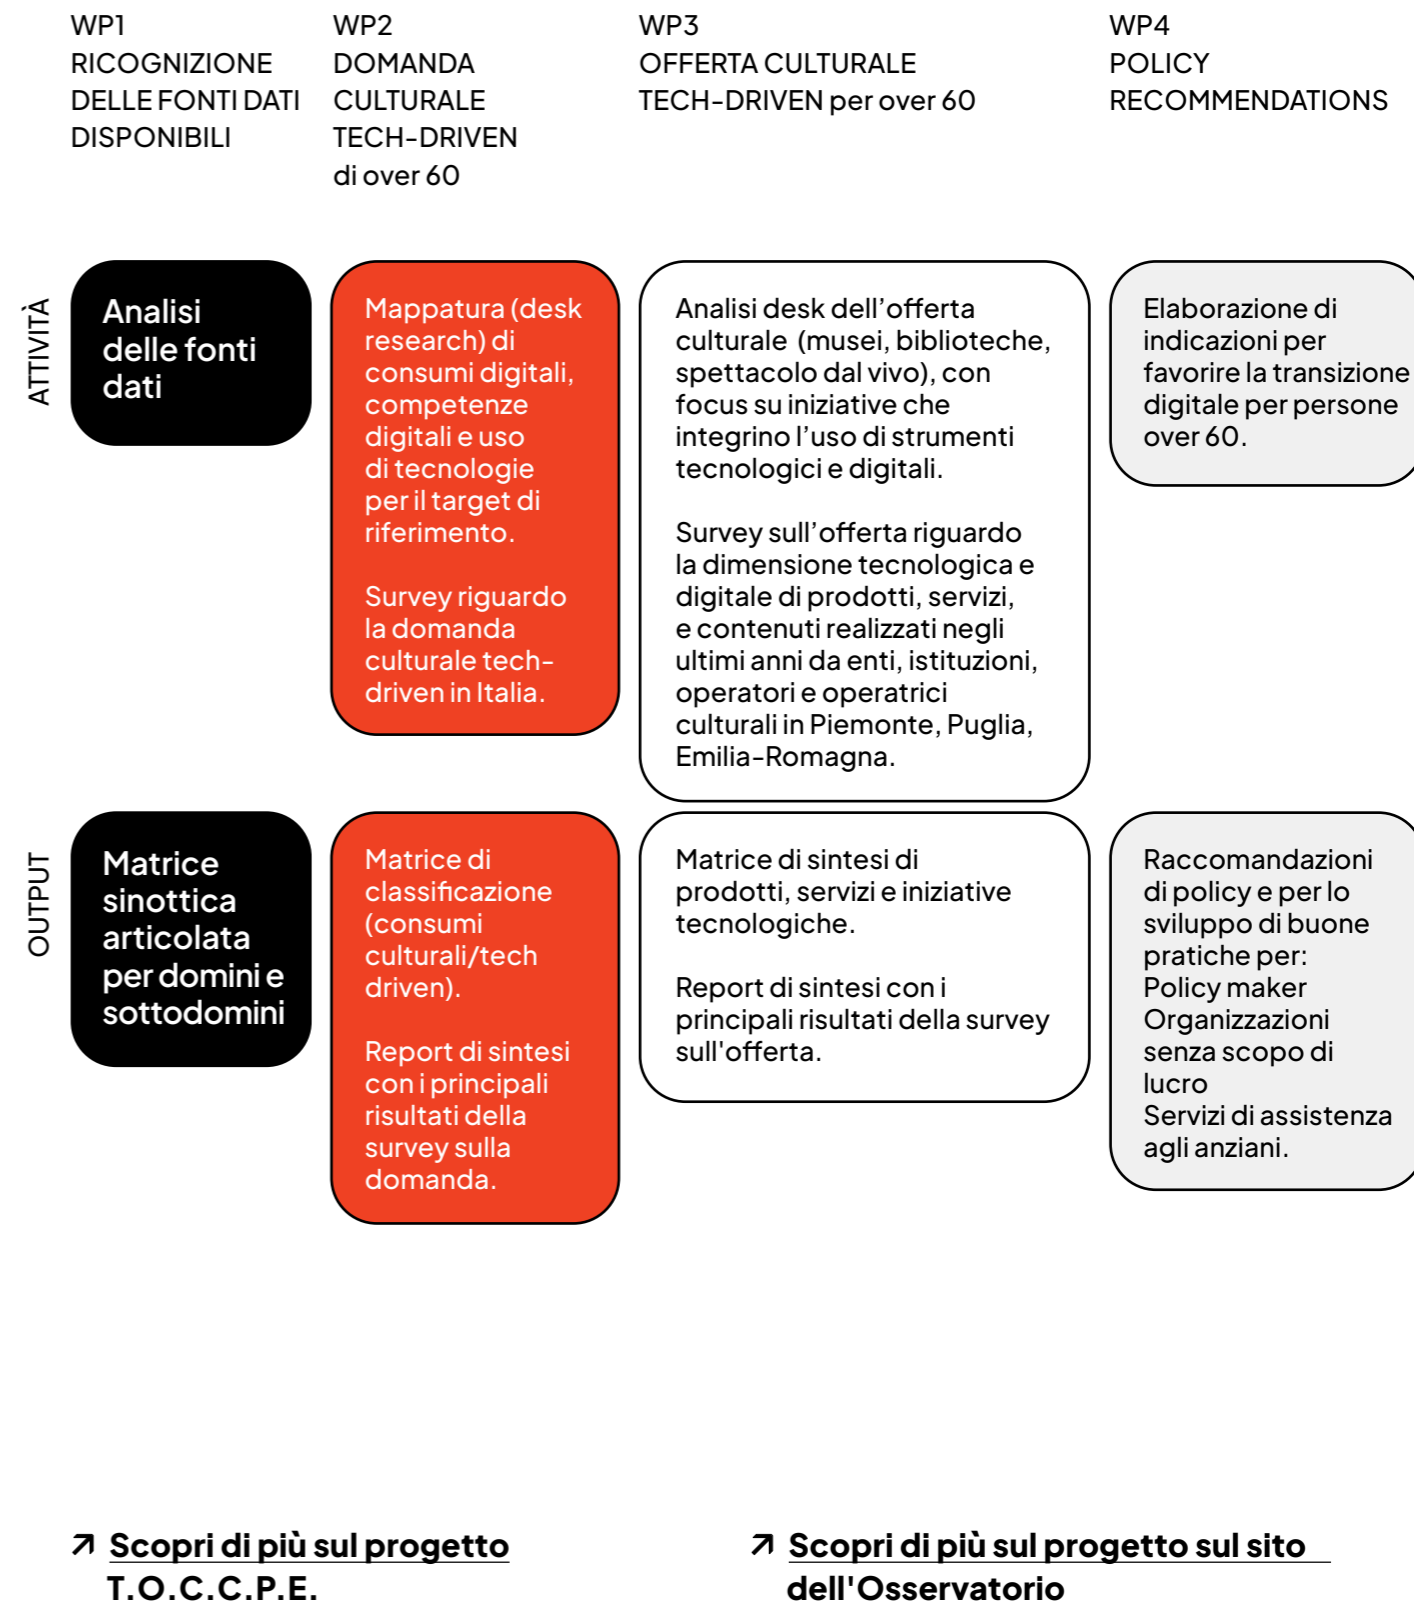 WP1
RICOGNIZIONE
DELLE FONTI DATI
DISPONIBILI
WP2
DOMANDA
CULTURALE
TECH-DRIVEN
di over 60
WP3
OFFERTA CULTURALE
TECH-DRIVEN per over 60
WP4
POLICY
RECOMMENDATIONS
ATTIVITÀ
Analisi
delle fonti
dati
Mappatura (desk
research) di
consumi digitali,
competenze
digitali e uso
di tecnologie
per il target di
riferimento.
Survey riguardo
la domanda
culturale tech-
driven in Italia.
Analisi desk dell’offerta
culturale (musei, biblioteche,
spettacolo dal vivo), con
focus su iniziative che
integrino l’uso di strumenti
tecnologici e digitali.
Survey sull’offerta riguardo
la dimensione tecnologica e
digitale di prodotti, servizi,
e contenuti realizzati negli
ultimi anni da enti, istituzioni,
operatori e operatrici
culturali in Piemonte, Puglia,
Emilia-Romagna.
Elaborazione di
indicazioni per
favorire la transizione
digitale per persone
over 60.
OUTPUT
Matrice
sinottica
articolata
per domini e
sottodomini
Matrice di
classificazione
(consumi
culturali/tech
driven).
Report di sintesi
con i principali
risultati della
survey sulla
domanda.
Matrice di sintesi di
prodotti, servizi e iniziative
tecnologiche.
Report di sintesi con i
principali risultati della survey
sull'offerta.
Raccomandazioni
di policy e per lo
sviluppo di buone
pratiche per:
Policy maker
Organizzazioni
senza scopo di
lucro
Servizi di assistenza
agli anziani.
Scopri di più sul progetto
T.O.C.C.P.E.
Scopri di più sul progetto sul sito
dell'Osservatorio